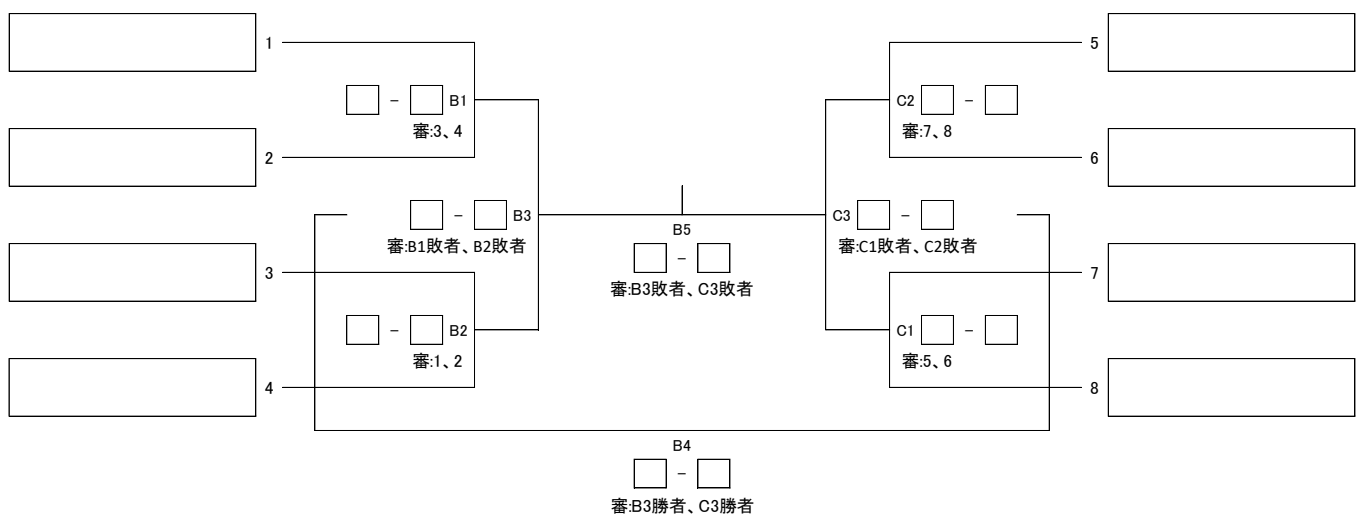 1
5
- B1
C2 -
審:3、4
審:7、8
2
6
- B3
C3 -
審:B1敗者、B2敗者
審:C1敗者、C2敗者
B5
-
審:B3敗者、C3敗者
3
7
- B2
C1 -
審:1、2
審:5、6
4
8
B4
-
審:B3勝者、C3勝者